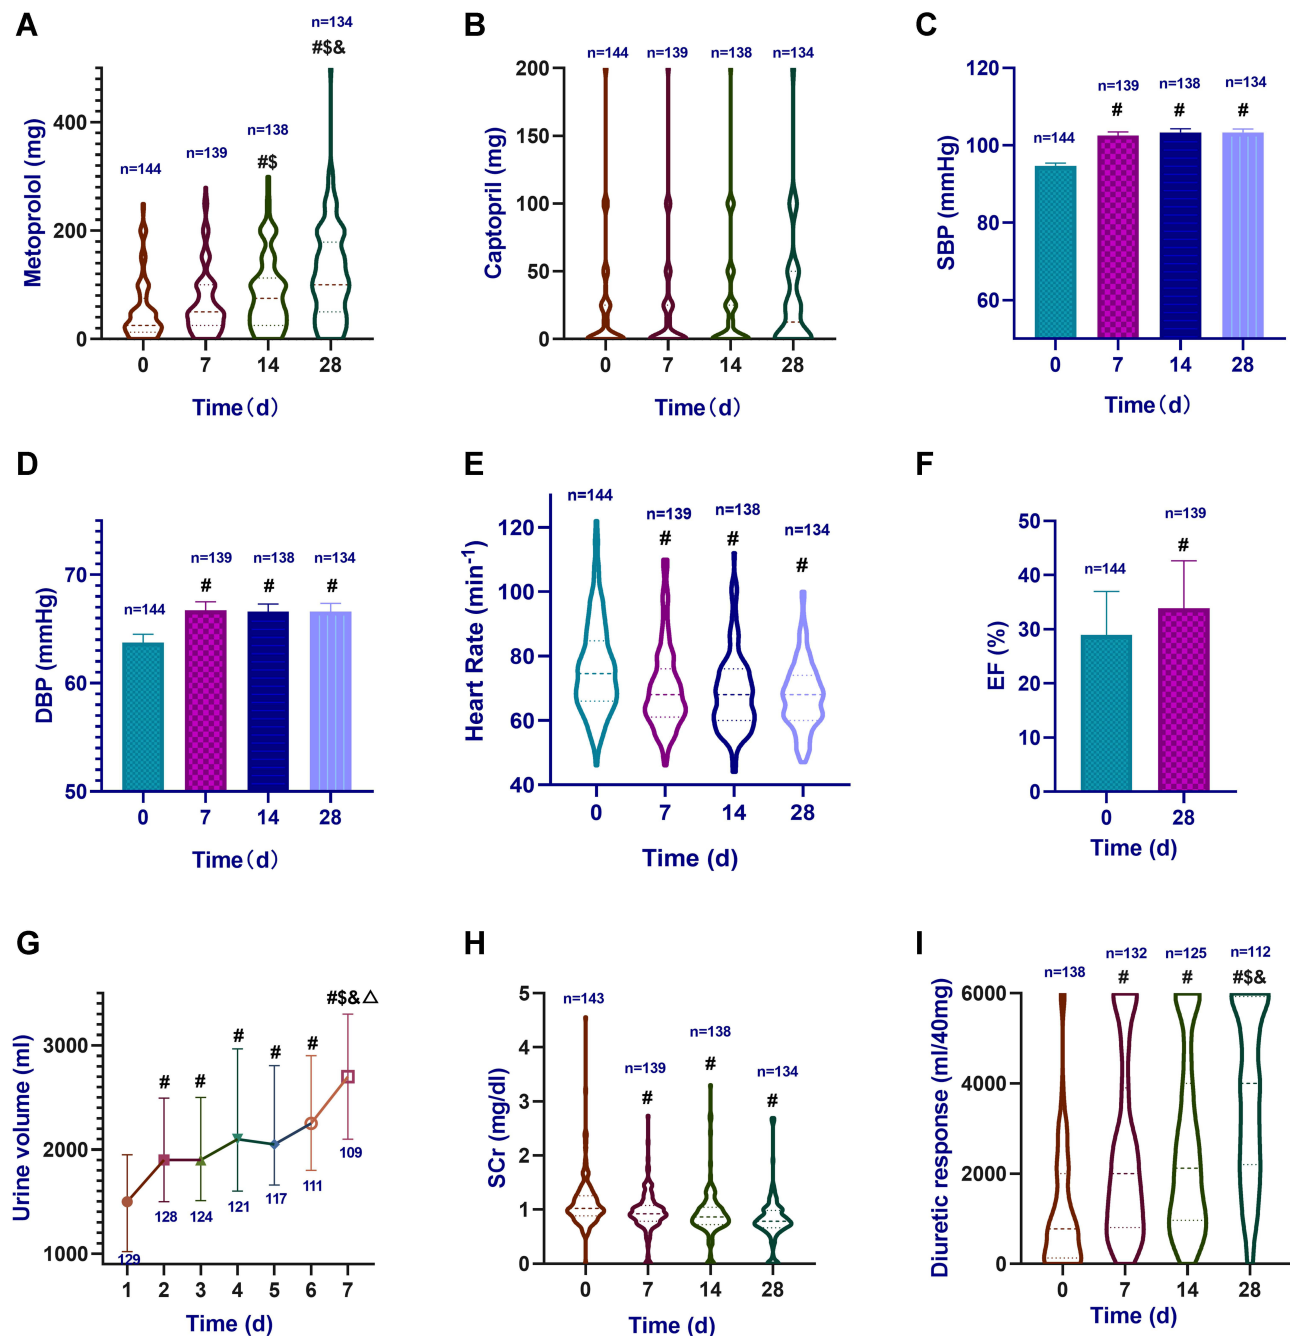 A
n=134
#$&
n=138
#$
n=139
n=144
Metoprolol (mg)
400
200
0
0 7 14 28
Time（d）
B
n=144 n=139 n=138 n=134
Captopril (mg)
200
150
100
50
0
0 7 14 28
Time（d）
C
n=139 n=138 n=134
# # #
n=144
SBP (mmHg)
120
100
80
60
0 7 14 28
Time（d）
D
n=139 n=138 n=134
# # #
n=144
DBP (mmHg)
70
60
50
0 7 14 28
Time（d）
E
n=144
n=139 n=138
n=134
# # #
Heart Rate (min-1)
120
100
80
60
40
0 7 14 28
Time (d)
F
n=139
#
n=144
EF (%)
50
40
30
20
10
0
0 28
Time (d)
G
#$&△
# # # # #
Urine volume (ml)
3000
2000
1000
129 128 124 121 117 111 109
1 2 3 4 5 6 7
Time (d)
H
n=143
n=138
n=139 n=134
# # #
SCr (mg/dl)
5
4
3
2
1
0
0 7 14 28
Time (d)
I
n=138 n=132 n=125 n=112
# # #$&
Diuretic response (ml/40mg)
6000
4000
2000
0
0 7 14 28
Time (d)